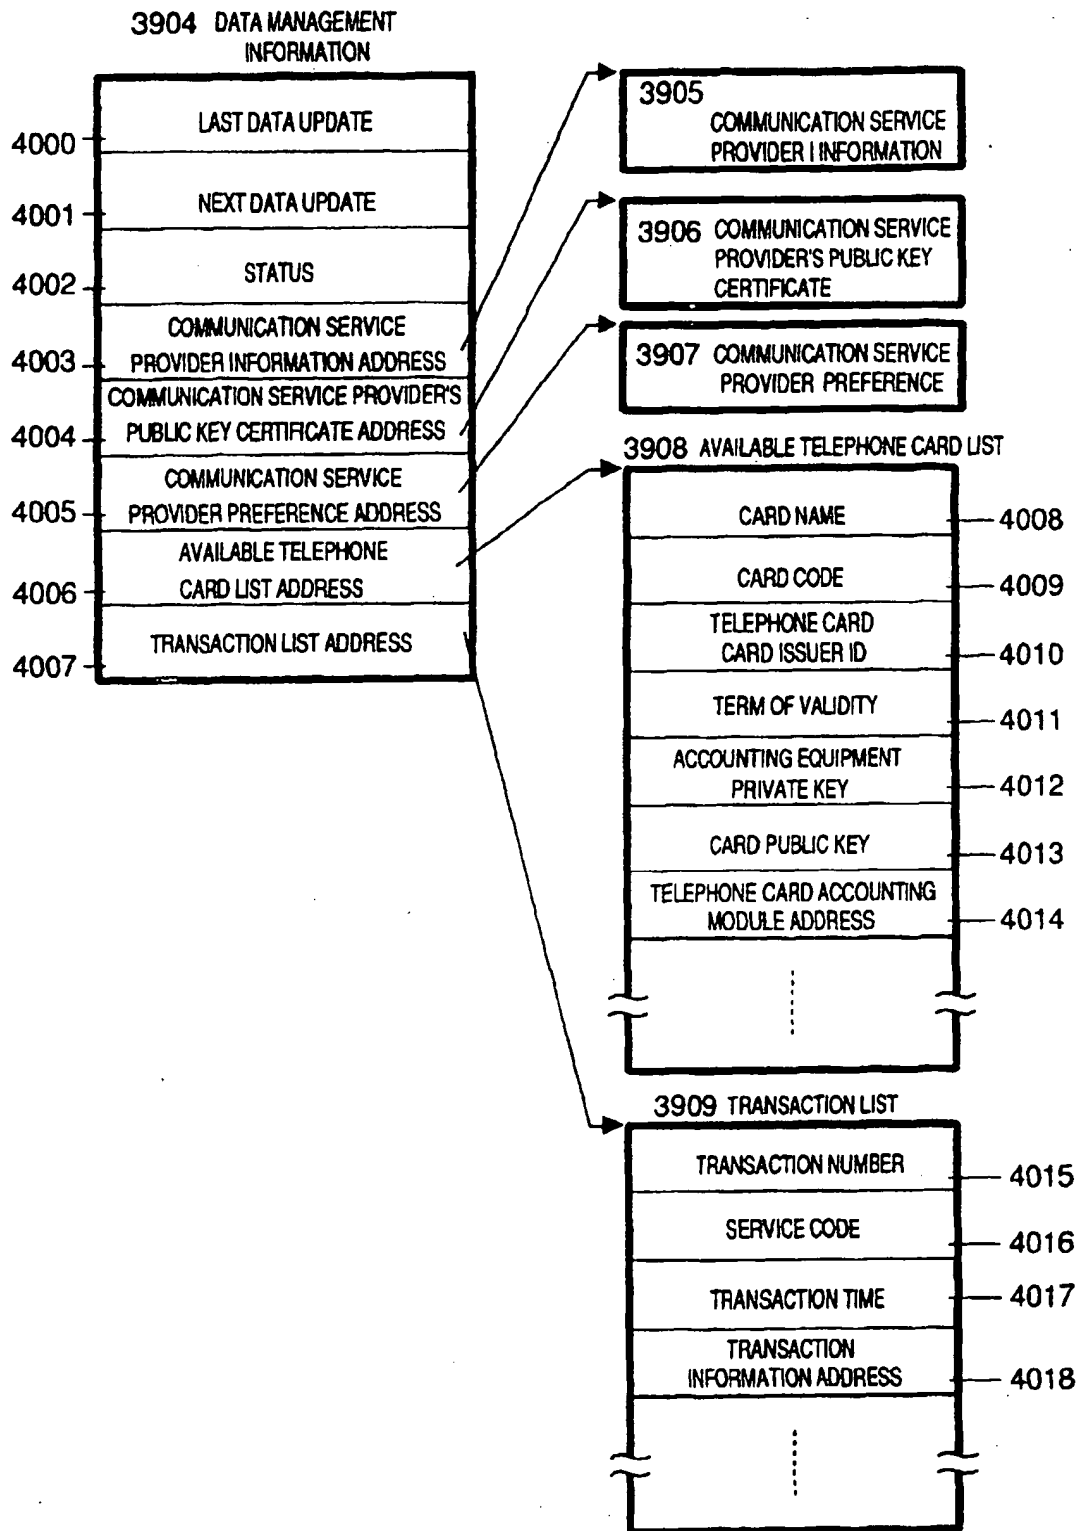 3904 DATA MANAGEMENT
INFORMATION
LAST DATA UPDATE
4000
NEXT DATA UPDATE
4001
STATUS
4002
COMMUNICATION SERVICE
PROVIDER INFORMATION ADDRESS
4003
COMMUNICATION SERVICE PROVIDER'S
PUBLIC KEY CERTIFICATE ADDRESS
4004
COMMUNICATION SERVICE
PROVIDER PREFERENCE ADDRESS
4005
AVAILABLE TELEPHONE
CARD LIST ADDRESS
4006
TRANSACTION LIST ADDRESS
4007
3905
COMMUNICATION SERVICE
PROVIDER I INFORMATION
3906 COMMUNICATION SERVICE
PROVIDER'S PUBLIC KEY
CERTIFICATE
3907 COMMUNICATION SERVICE
PROVIDER PREFERENCE
3908 AVAILABLE TELEPHONE CARD LIST
CARD NAME
4008
CARD CODE
4009
TELEPHONE CARD
CARD ISSUER ID
4010
TERM OF VALIDITY
4011
ACCOUNTING EQUIPMENT
PRIVATE KEY
4012
CARD PUBLIC KEY
4013
TELEPHONE CARD ACCOUNTING
MODULE ADDRESS
4014
3909 TRANSACTION LIST
TRANSACTION NUMBER
4015
SERVICE CODE
4016
TRANSACTION TIME
4017
TRANSACTION
INFORMATION ADDRESS
4018